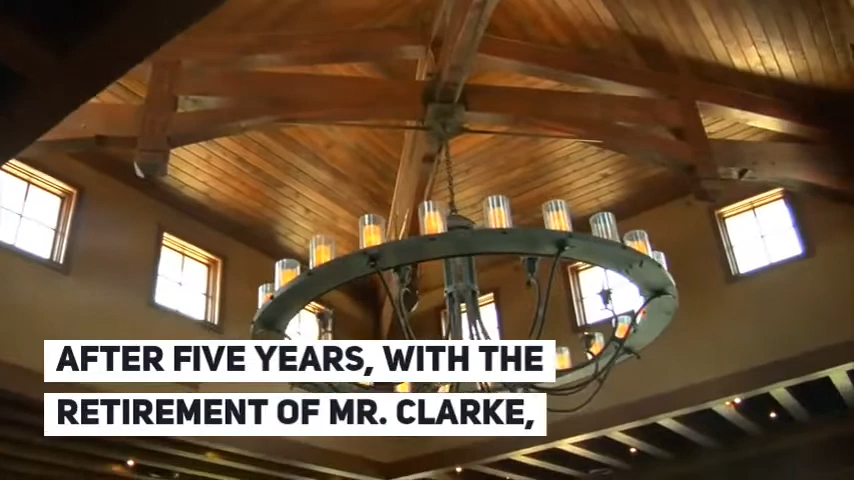 AFTER FIVE YEARS, WITH THE
RETIREMENT OF MR. CLARKE,